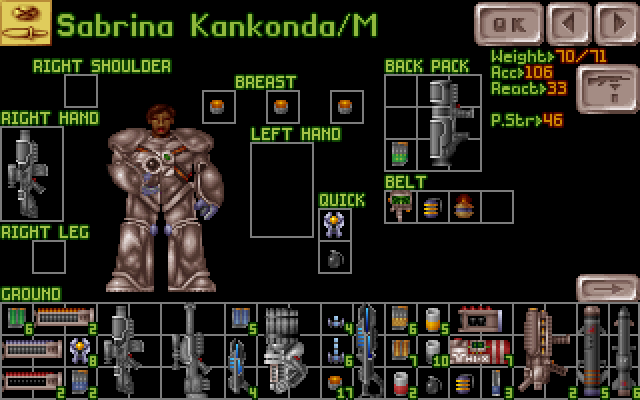 Sabrina Kankonda/M
OK
Weight>70/71
Acc>106
React>33
P.Str>46
RIGHT SHOULDER
BREAST
BACK PACK
RIGHT HAND
LEFT HAND
BELT
QUICK
RIGHT LEG
GROUND
6 2 5 4 6 5
8 6 7 10 7
2 2 4 17 2 3 2 5 6